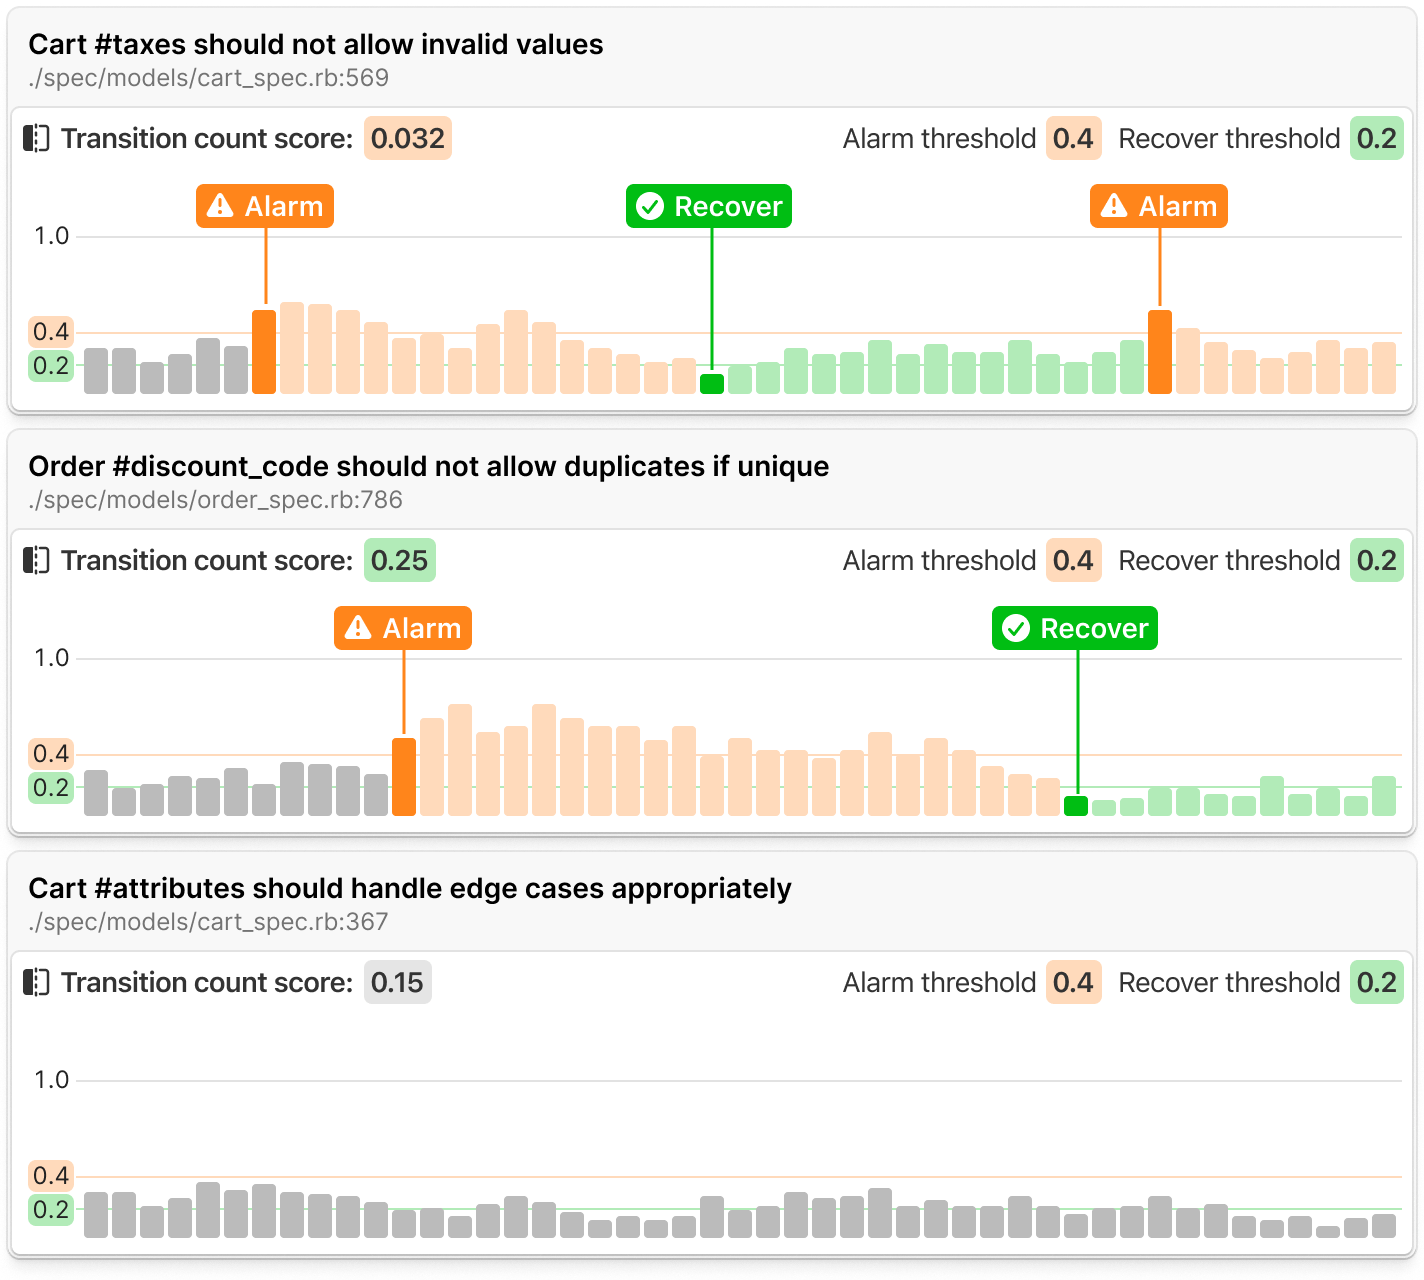 Cart #taxes should not allow invalid values
./spec/models/cart_spec.rb:569
Transition count score: 0.032 Alarm threshold 0.4 Recover threshold 0.2
Alarm Recover Alarm
1.0
0.4
0.2
Order #discount_code should not allow duplicates if unique
./spec/models/order_spec.rb:786
Transition count score: 0.25 Alarm threshold 0.4 Recover threshold 0.2
Alarm Recover
1.0
0.4
0.2
Cart #attributes should handle edge cases appropriately
./spec/models/cart_spec.rb:367
Transition count score: 0.15 Alarm threshold 0.4 Recover threshold 0.2
1.0
0.4
0.2